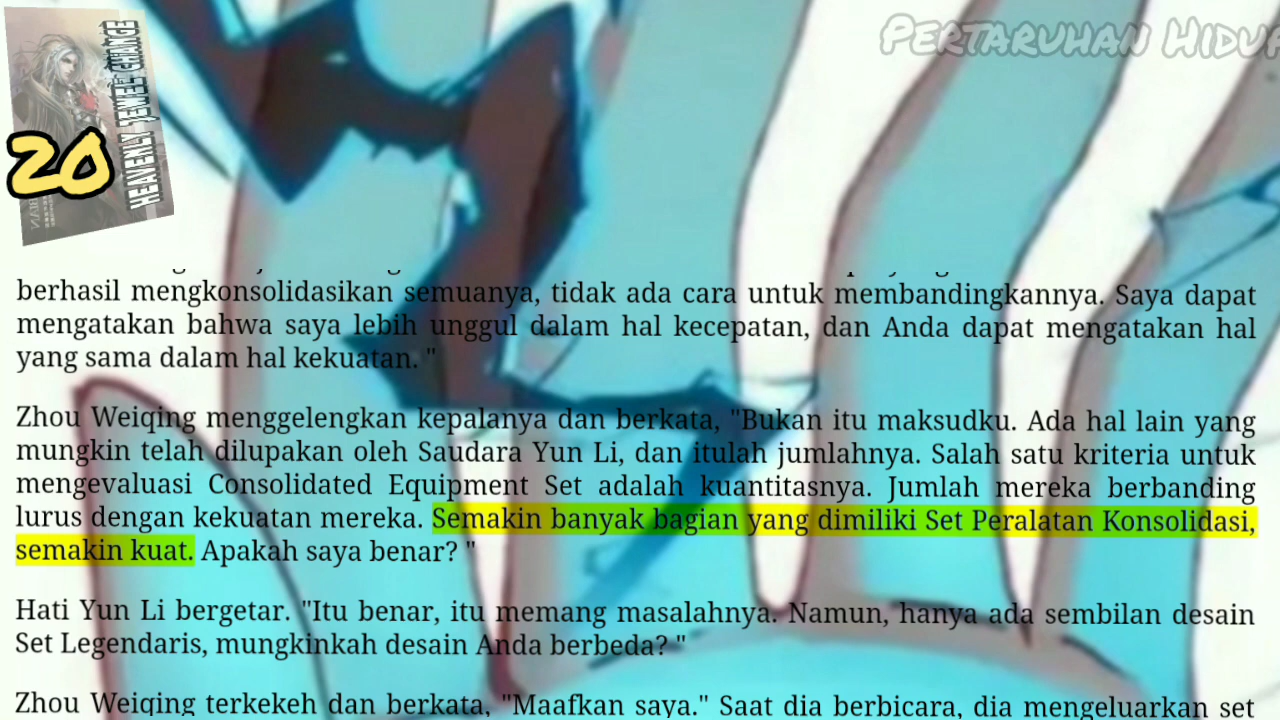 PERTARUHAN HIDUP
HEAVENLY JEWEL CHANGE
20
berhasil mengkonsolidasikan semuanya, tidak ada cara untuk membandingkannya. Saya dapat
mengatakan bahwa saya lebih unggul dalam hal kecepatan, dan Anda dapat mengatakan hal
yang sama dalam hal kekuatan. "
Zhou Weiqing menggelengkan kepalanya dan berkata, "Bukan itu maksudku. Ada hal lain yang
mungkin telah dilupakan oleh Saudara Yun Li, dan itulah jumlahnya. Salah satu kriteria untuk
mengevaluasi Consolidated Equipment Set adalah kuantitasnya. Jumlah mereka berbanding
lurus dengan kekuatan mereka. Semakin banyak bagian yang dimiliki Set Peralatan Konsolidasi,
semakin kuat. Apakah saya benar? "
Hati Yun Li bergetar. "Itu benar, itu memang masalahnya. Namun, hanya ada sembilan desain
Set Legendaris, mungkinkah desain Anda berbeda? "
Zhou Weiqing terkekeh dan berkata, "Maafkan saya." Saat dia berbicara, dia mengeluarkan set